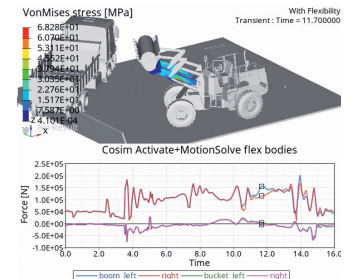 VonMises stress [MPa]
With Flexibility
Transient : Time = 11.700000
6.828E+01
6.070E+01
5.311E+01
4.552E+01
3.794E+01
3.035E+01
2.276E+01
1.517E+01
7.587E+00
4.101E-04
X
Cosim Activate+MotionSolve flex bodies
Force [N]
2.5E+05
2.0E+05
1.5E+05
1.0E+05
5.0E+04
0.0E+00
-5.0E+04
-1.0E+05
0.0
2.0
4.0
6.0
8.0
10.0
12.0
14.0
16.0
Time
boom left
right
bucket left
right